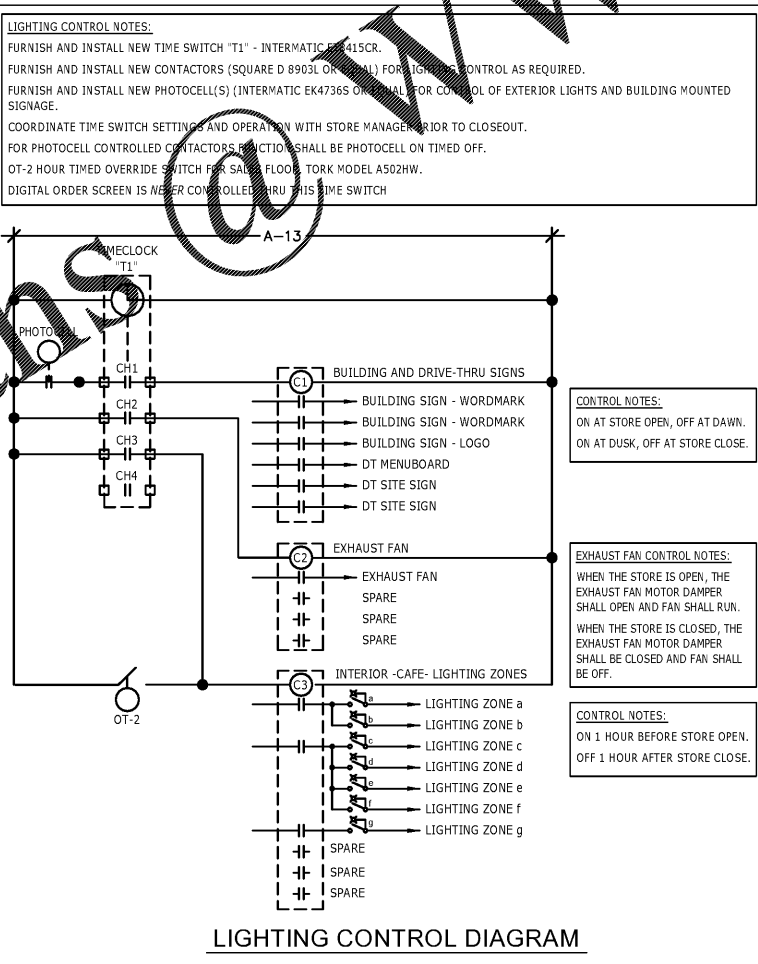 LIGHTING CONTROL NOTES:
FURNISH AND INSTALL NEW TIME SWITCH "T1" - INTERMATIC E18415CR.
FURNISH AND INSTALL NEW CONTACTORS (SQUARE D 8903L OR EQUAL) FOR LIGHTING CONTROL AS REQUIRED.
FURNISH AND INSTALL NEW PHOTOCELL(S) (INTERMATIC EK4736S OR EQUAL) FOR CONTROL OF EXTERIOR LIGHTS AND BUILDING MOUNTED
SIGNAGE.
COORDINATE TIME SWITCH SETTINGS AND OPERATION WITH STORE MANAGER PRIOR TO CLOSEOUT.
FOR PHOTOCELL CONTROLLED CONTACTORS FUNCTION SHALL BE PHOTOCELL ON TIMED OFF.
OT-2 HOUR TIMED OVERRIDE SWITCH FOR SALES FLOOR, TORK MODEL A502HW.
DIGITAL ORDER SCREEN IS NEVER CONTROLLED THRU THIS TIME SWITCH
ns @ w
A-13
TIMECLOCK
"T1"
PHOTOCELL
CH1
CH2
CH3
CH4
C1
BUILDING AND DRIVE-THRU SIGNS
BUILDING SIGN - WORDMARK
BUILDING SIGN - WORDMARK
BUILDING SIGN - LOGO
DT MENUBOARD
DT SITE SIGN
DT SITE SIGN
CONTROL NOTES:
ON AT STORE OPEN, OFF AT DAWN.
ON AT DUSK, OFF AT STORE CLOSE.
C2
EXHAUST FAN
EXHAUST FAN
SPARE
SPARE
SPARE
EXHAUST FAN CONTROL NOTES:
WHEN THE STORE IS OPEN, THE
EXHAUST FAN MOTOR DAMPER
SHALL OPEN AND FAN SHALL RUN.
WHEN THE STORE IS CLOSED, THE
EXHAUST FAN MOTOR DAMPER
SHALL BE CLOSED AND FAN SHALL
BE OFF.
OT-2
C3
INTERIOR -CAFE- LIGHTING ZONES
a LIGHTING ZONE a
b LIGHTING ZONE b
c LIGHTING ZONE c
d LIGHTING ZONE d
e LIGHTING ZONE e
f LIGHTING ZONE f
g LIGHTING ZONE g
SPARE
SPARE
SPARE
CONTROL NOTES:
ON 1 HOUR BEFORE STORE OPEN.
OFF 1 HOUR AFTER STORE CLOSE.
LIGHTING CONTROL DIAGRAM